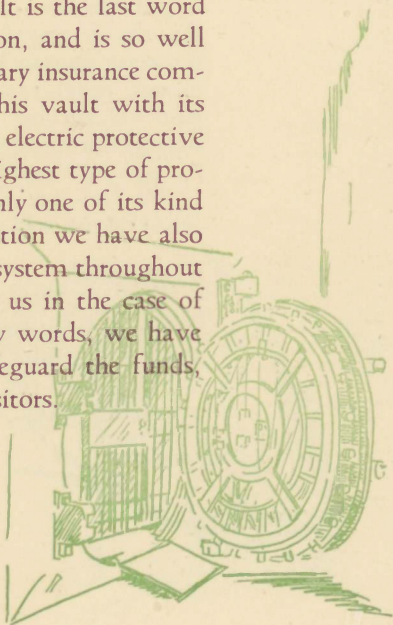 lt is the last word
on, and is so well
ary insurance com-
his vault with its
electric protective
ighest type of pro-
nly one of its kind
tion we have also
system throughout
us in the case of
w words, we have
eguard the funds,
sitors.